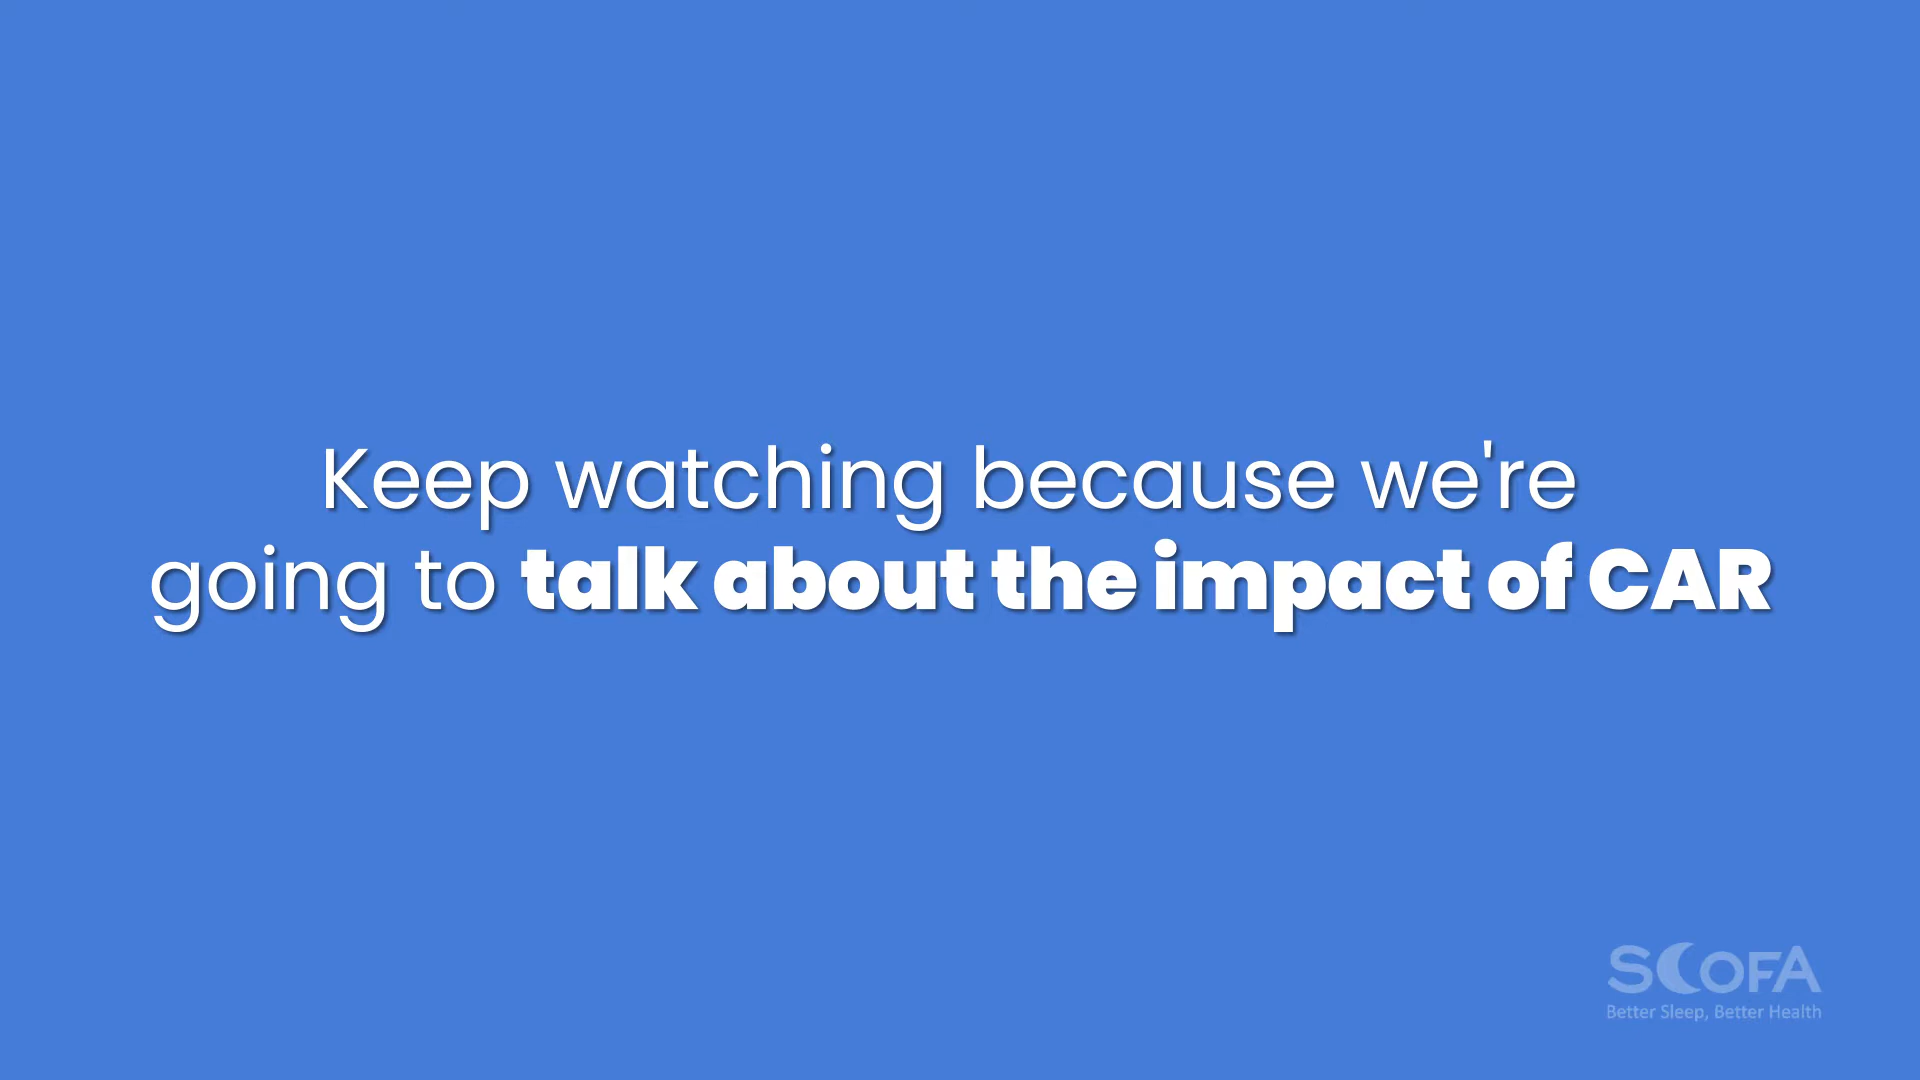 Keep watching because we're
going to talk about the impact of CAR
SCOFA
Better Sleep, Better Health